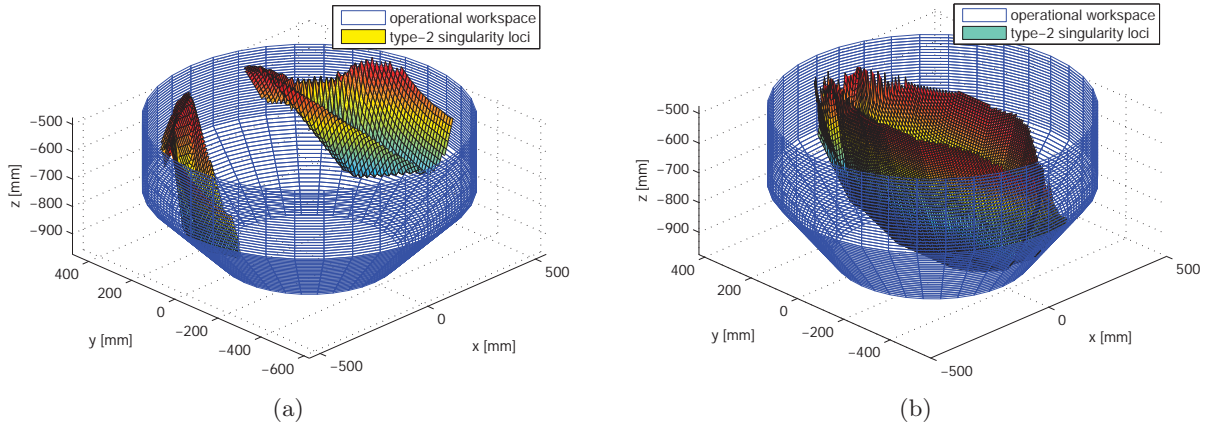 operational workspace
type−2 singularity loci
−500
−600
−700
−800
−900
z [mm]
400
200
0
−200
−400
−600
y [mm]
−500
0
500
x [mm]
(a)
operational workspace
type−2 singularity loci
−500
−600
−700
−800
−900
z [mm]
400
200
0
−200
−400
y [mm]
−500
0
500
x [mm]
(b)